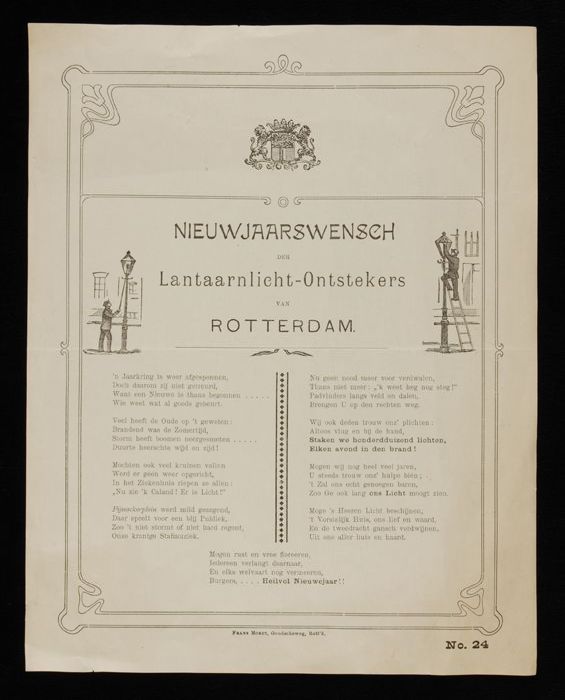 NIEUWJAARSWENSCH
DER
Lantaarnlicht-Ontstekers
VAN
ROTTERDAM.
'n Jaarkring is weer afgesponnen,
Doch daarom zij niet getreurd,
Want een Nieuwe is thans begonnen . . . . .
Wie weet wat al goeds gebeurt.
Veel heeft de Oude op 't geweten:
Brandend was de Zomertijd,
Storm heeft boomen neergesmeten . . . . .
Duurte heerschte wijd en zijd!
Mochten ook veel kruinen vallen
Werd er geen weer opgericht,
In het Ziekenhuis riepen ze allen:
„Nu zie 'k Caland! Er is Licht!"
Pijnackerplein werd mild gezegend,
Daar speelt voor een blij Publiek,
Zoo 't niet stormt of niet hard regent,
Onze kranige Stafmuziek,
Nu geen nood meer voor verdwalen,
Thans niet meer: „'k weet heg nog steg!"
Padvinders langs veld en dalen,
Brengen U op den rechten weg.
Wij ook deden trouw onz' plichten:
Altoos vlug en bij de hand,
Staken we honderdduizend lichten,
Elken avond in den brand!
Mogen wij nog heel veel jaren,
U steeds trouw onz' hulpe biên;
't Zal ons echt genoegen baren,
Zoo Ge ook lang ons Licht moogt zien.
Moge 's Heeren Licht beschijnen,
't Vorstelijk Huis, ons lief en waard,
En de tweedracht gansch verdwijnen,
Uit ons aller huis en haard.
Mogen rust en vree floreeren,
Iedereen verlangt daarnaar,
En elks welvaart nog vermeeren,
Burgers, . . . . Heilvol Nieuwejaar!!
FRANS MORET, Goudscheweg, Rott'd.
No. 24